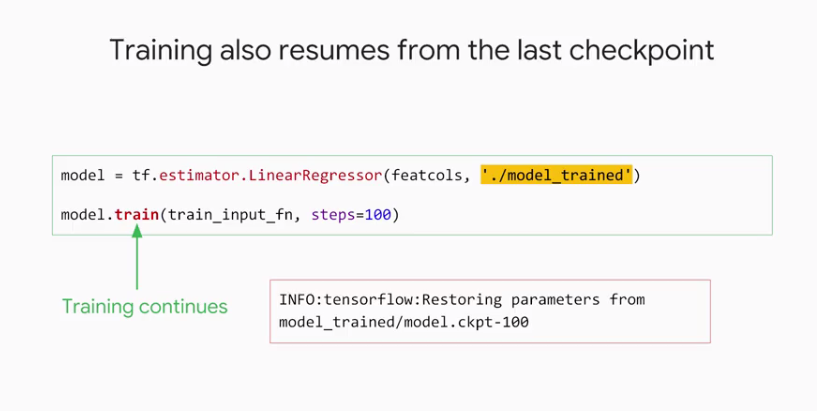 Training also resumes from the last checkpoint
model = tf.estimator.LinearRegressor(featcols, './model_trained')
model.train(train_input_fn, steps=100)
Training continues
INFO:tensorflow:Restoring parameters from
model_trained/model.ckpt-100